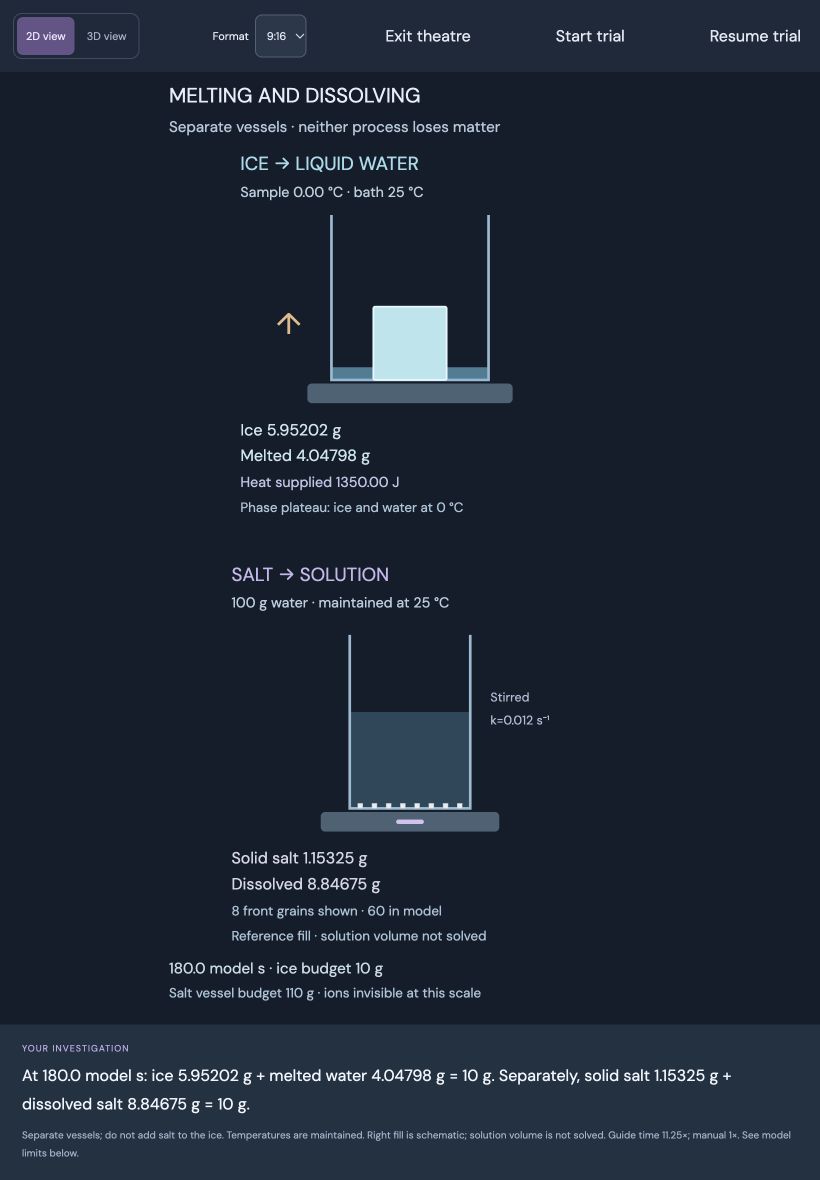 2D view
3D view
Format
9:16
Exit theatre
Start trial
Resume trial
MELTING AND DISSOLVING
Separate vessels · neither process loses matter
ICE → LIQUID WATER
Sample 0.00 °C · bath 25 °C
Ice 5.95202 g
Melted 4.04798 g
Heat supplied 1350.00 J
Phase plateau: ice and water at 0 °C
SALT → SOLUTION
100 g water · maintained at 25 °C
Stirred
k=0.012 s⁻¹
Solid salt 1.15325 g
Dissolved 8.84675 g
8 front grains shown · 60 in model
Reference fill · solution volume not solved
180.0 model s · ice budget 10 g
Salt vessel budget 110 g · ions invisible at this scale
YOUR INVESTIGATION
At 180.0 model s: ice 5.95202 g + melted water 4.04798 g = 10 g. Separately, solid salt 1.15325 g +
dissolved salt 8.84675 g = 10 g.
Separate vessels; do not add salt to the ice. Temperatures are maintained. Right fill is schematic; solution volume is not solved. Guide time 11.25×; manual 1×. See model
limits below.